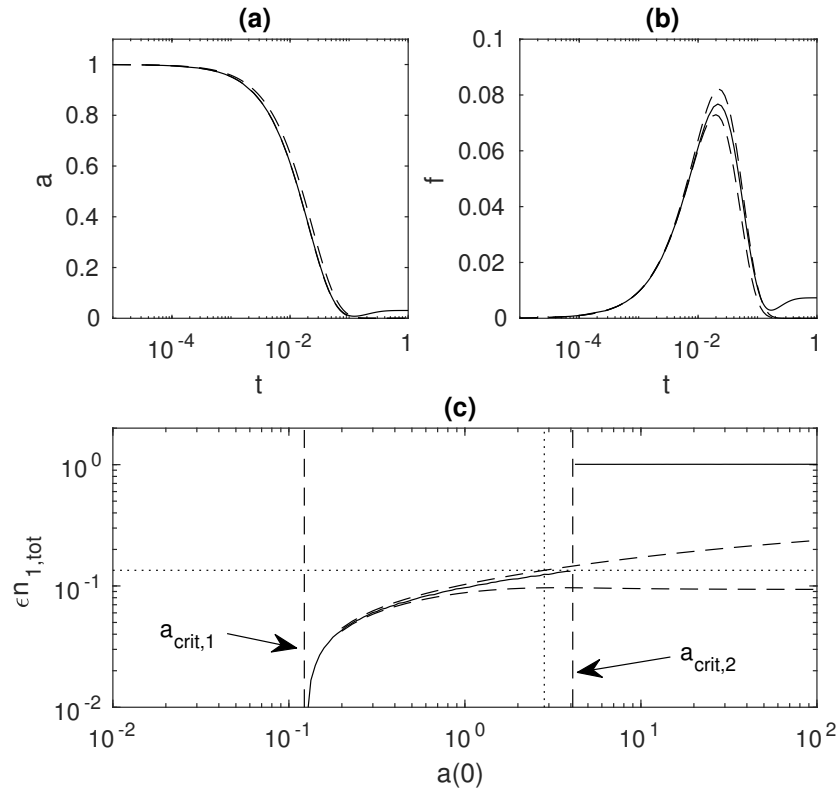 (a)
1
0.8
0.6
0.4
0.2
0
a
10^-4
10^-2
1
t
(b)
0.1
0.08
0.06
0.04
0.02
0
f
10^-4
10^-2
1
t
(c)
10^0
10^-1
10^-2
ϵn_1,tot
a_crit,1
a_crit,2
10^-2
10^-1
10^0
10^1
10^2
a(0)